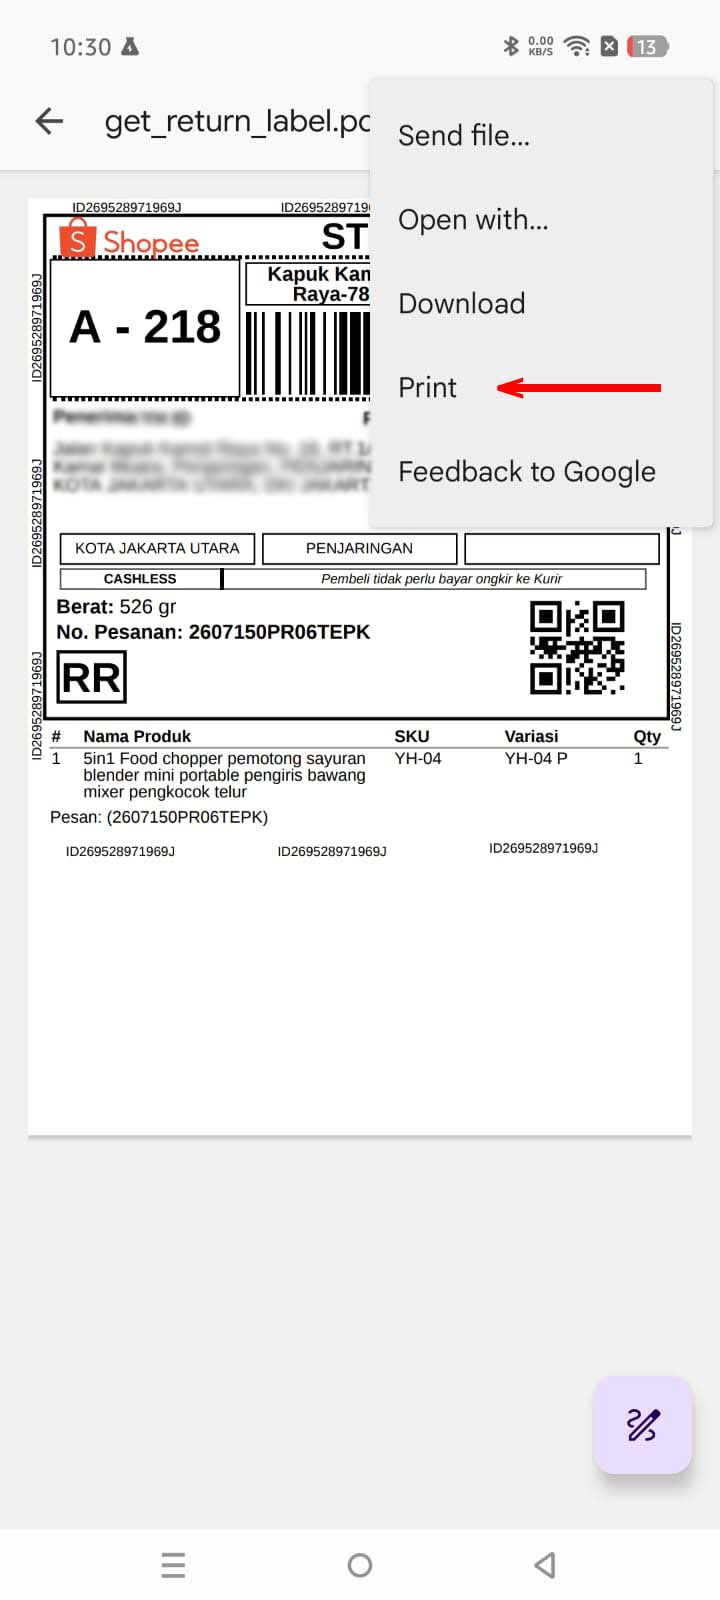 10:30
0.00
KB/S
13
get_return_label.pd
Send file...
Open with...
Download
Print
Feedback to Google
ID269528971969J
ID26952897196
Shopee
ST
A - 218
Kapuk Kam
Raya-78
ID269528971969J
ID269528971969J
ID269528971969J
ID269528971969J
J
Penerima:
KOTA JAKARTA UTARA
PENJARINGAN
CASHLESS
Pembeli tidak perlu bayar ongkir ke Kurir
Berat: 526 gr
No. Pesanan: 2607150PR06TEPK
RR
# Nama Produk SKU Variasi Qty
1 5in1 Food chopper pemotong sayuran YH-04 YH-04 P 1
blender mini portable pengiris bawang
mixer pengkocok telur
Pesan: (2607150PR06TEPK)
ID269528971969J
ID269528971969J
ID269528971969J